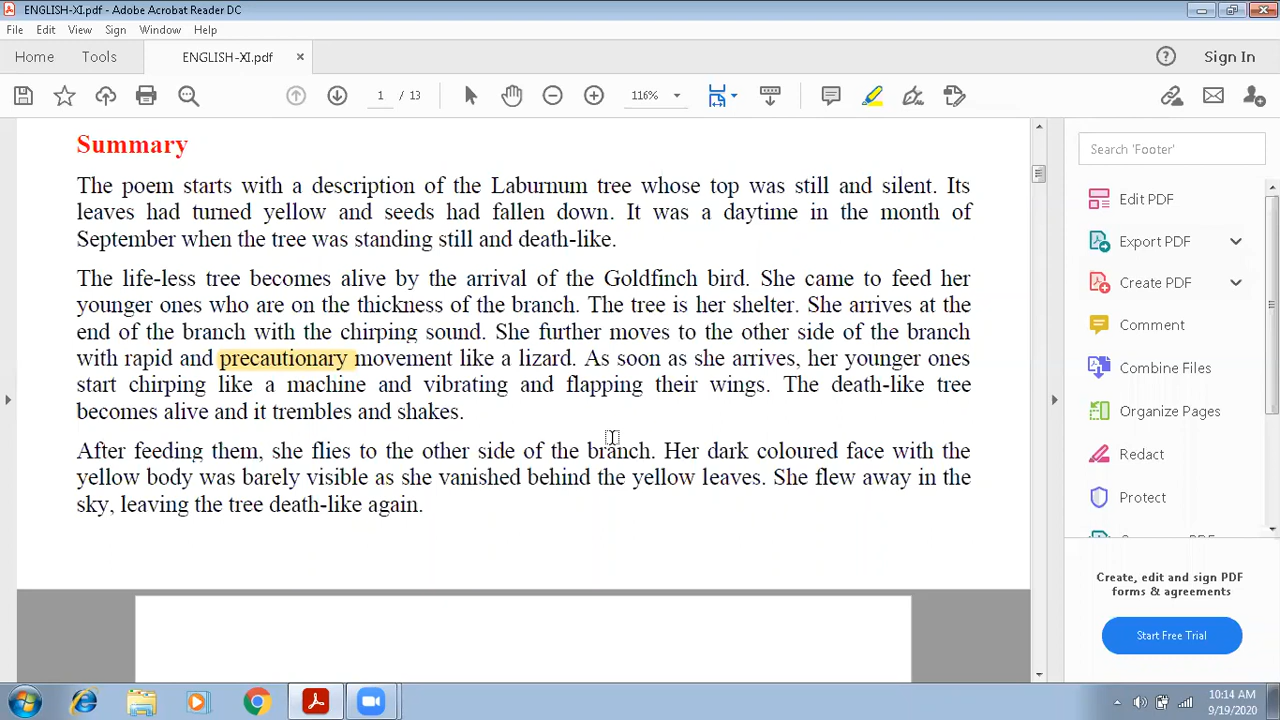 ENGLISH-XI.pdf - Adobe Acrobat Reader DC
File Edit View Sign Window Help
Home Tools ENGLISH-XI.pdf × Sign In
1 / 13 116%
Summary
The poem starts with a description of the Laburnum tree whose top was still and silent. Its
leaves had turned yellow and seeds had fallen down. It was a daytime in the month of
September when the tree was standing still and death-like.
The life-less tree becomes alive by the arrival of the Goldfinch bird. She came to feed her
younger ones who are on the thickness of the branch. The tree is her shelter. She arrives at the
end of the branch with the chirping sound. She further moves to the other side of the branch
with rapid and precautionary movement like a lizard. As soon as she arrives, her younger ones
start chirping like a machine and vibrating and flapping their wings. The death-like tree
becomes alive and it trembles and shakes.
After feeding them, she flies to the other side of the branch. Her dark coloured face with the
yellow body was barely visible as she vanished behind the yellow leaves. She flew away in the
sky, leaving the tree death-like again.
Search 'Footer'
Edit PDF
Export PDF
Create PDF
Comment
Combine Files
Organize Pages
Redact
Protect
Create, edit and sign PDF
forms & agreements
Start Free Trial
10:14 AM
9/19/2020